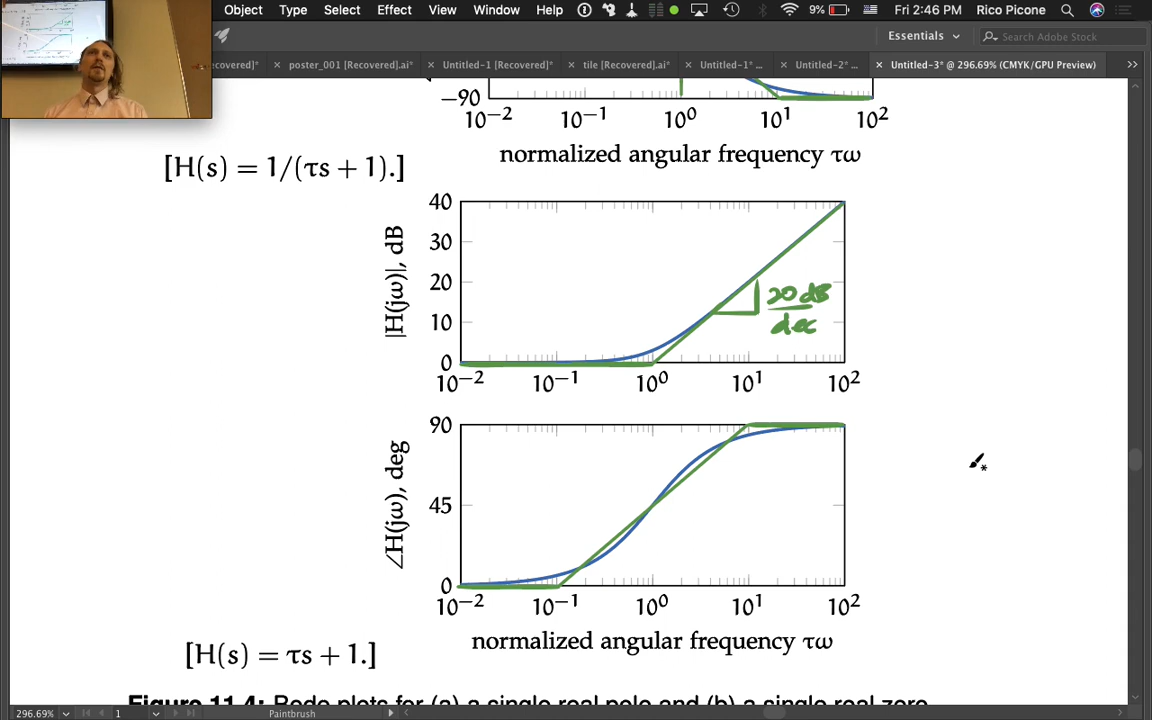 Object Type Select Effect View Window Help 9% Fri 2:46 PM Rico Picone
Essentials Search Adobe Stock
ecovered]* × poster_001 [Recovered].ai* × Untitled-1 [Recovered]* × tile [Recovered].ai* × Untitled-1* ... × Untitled-2* ... × Untitled-3* @ 296.69% (CMYK/GPU Preview) »
−90
10−2 10−1 100 101 102
normalized angular frequency τω
[H(s) = 1/(τs + 1).]
40
30
20
10
0
|H(jω)|, dB
20 dB
dec
10−2 10−1 100 101 102
90
45
0
∠H(jω), deg
10−2 10−1 100 101 102
normalized angular frequency τω
[H(s) = τs + 1.]
Figure 11.4: Bode plots for (a) a single real pole and (b) a single real zero
296.69% 1 Paintbrush